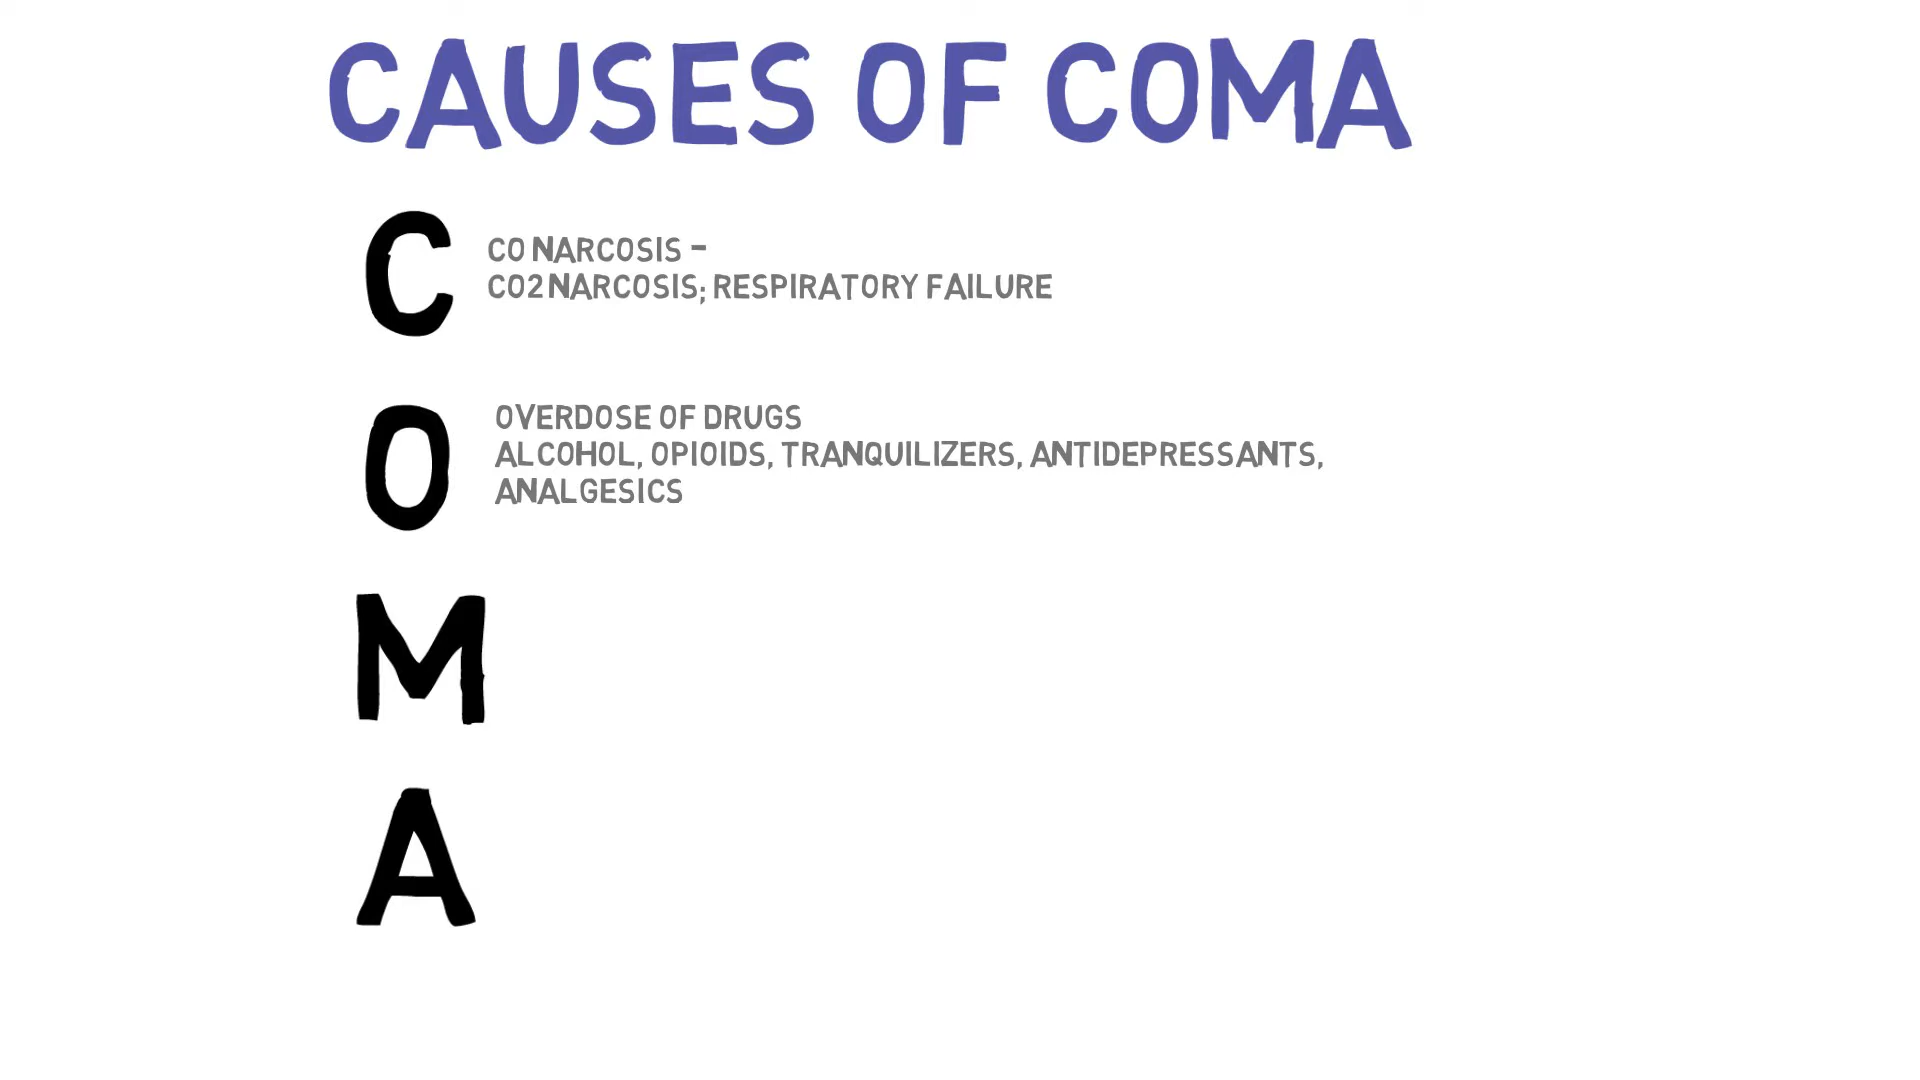 CAUSES OF COMA
C
CO NARCOSIS -
CO2 NARCOSIS; RESPIRATORY FAILURE
O
OVERDOSE OF DRUGS
ALCOHOL, OPIOIDS, TRANQUILIZERS, ANTIDEPRESSANTS,
ANALGESICS
M
A